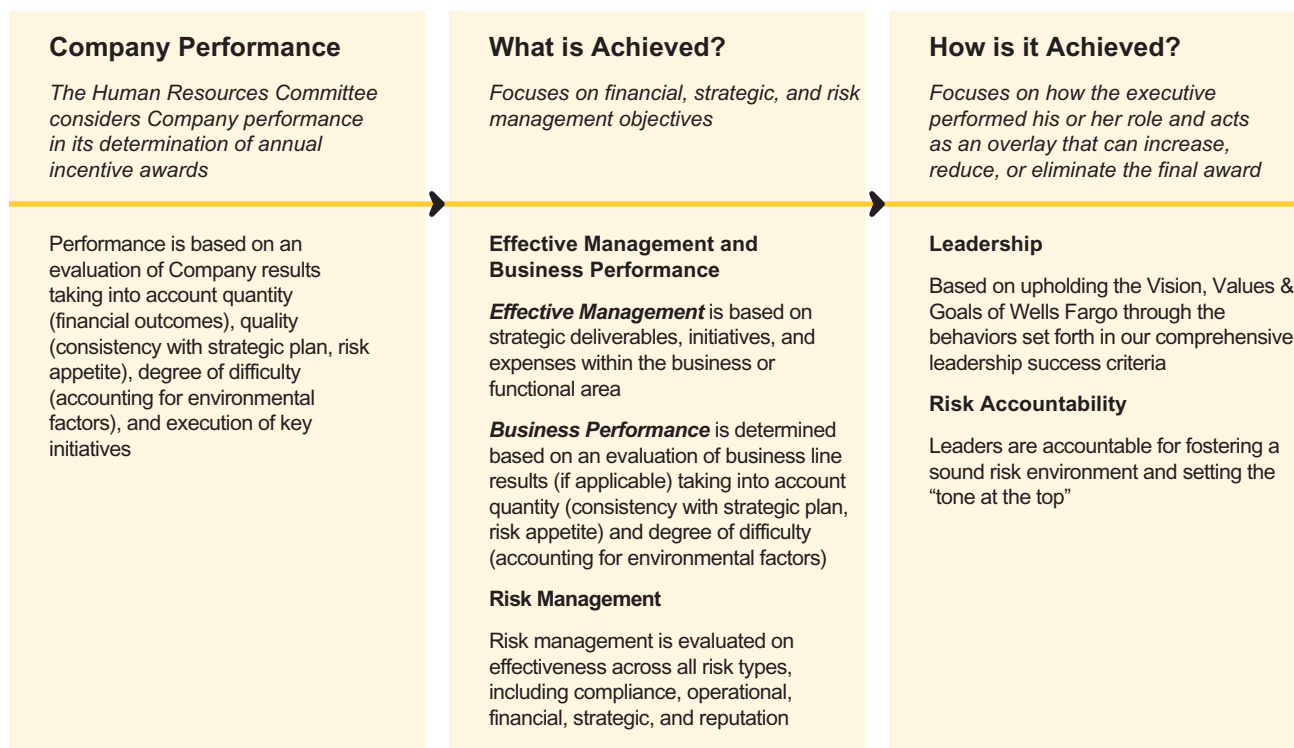 Company Performance
The Human Resources Committee
considers Company performance
in its determination of annual
incentive awards
Performance is based on an
evaluation of Company results
taking into account quantity
(financial outcomes), quality
(consistency with strategic plan, risk
appetite), degree of difficulty
(accounting for environmental
factors), and execution of key
initiatives
What is Achieved?
Focuses on financial, strategic, and risk
management objectives
Effective Management and
Business Performance
Effective Management is based on
strategic deliverables, initiatives, and
expenses within the business or
functional area
Business Performance is determined
based on an evaluation of business line
results (if applicable) taking into account
quantity (consistency with strategic plan,
risk appetite) and degree of difficulty
(accounting for environmental factors)
Risk Management
Risk management is evaluated on
effectiveness across all risk types,
including compliance, operational,
financial, strategic, and reputation
How is it Achieved?
Focuses on how the executive
performed his or her role and acts
as an overlay that can increase,
reduce, or eliminate the final award
Leadership
Based on upholding the Vision, Values &
Goals of Wells Fargo through the
behaviors set forth in our comprehensive
leadership success criteria
Risk Accountability
Leaders are accountable for fostering a
sound risk environment and setting the
“tone at the top”